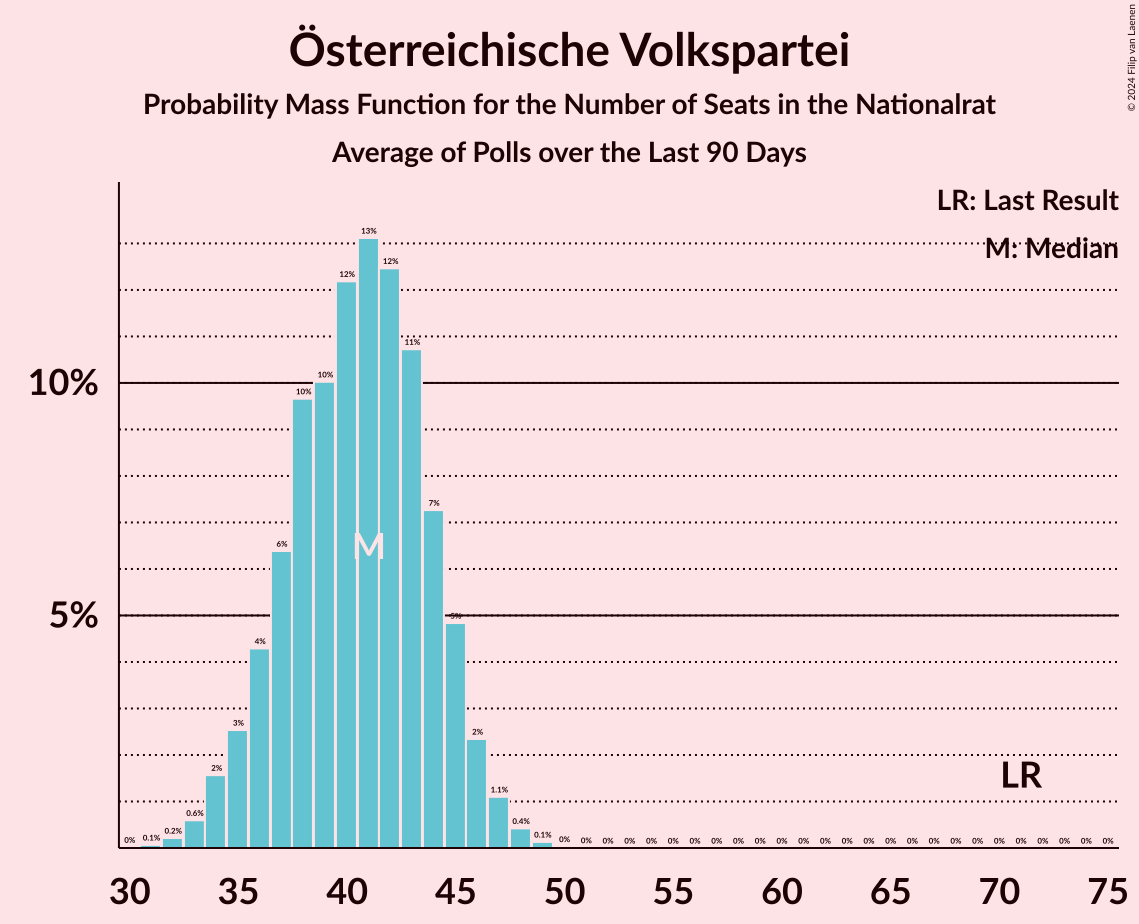 Österreichische Volkspartei
Probability Mass Function for the Number of Seats in the Nationalrat
Average of Polls over the Last 90 Days
© 2024 Filip van Laenen
LR: Last Result
M: Median
13%
12% 12%
11%
10% 10%
10%
7%
6%
M
5%
5%
4%
3%
2% 2%
LR
1.1%
0.6% 0.4%
0% 0.1% 0.2% 0.1% 0% 0% 0% 0% 0% 0% 0% 0% 0% 0% 0% 0% 0% 0% 0% 0% 0% 0% 0% 0% 0% 0% 0% 0% 0% 0%
30 35 40 45 50 55 60 65 70 75